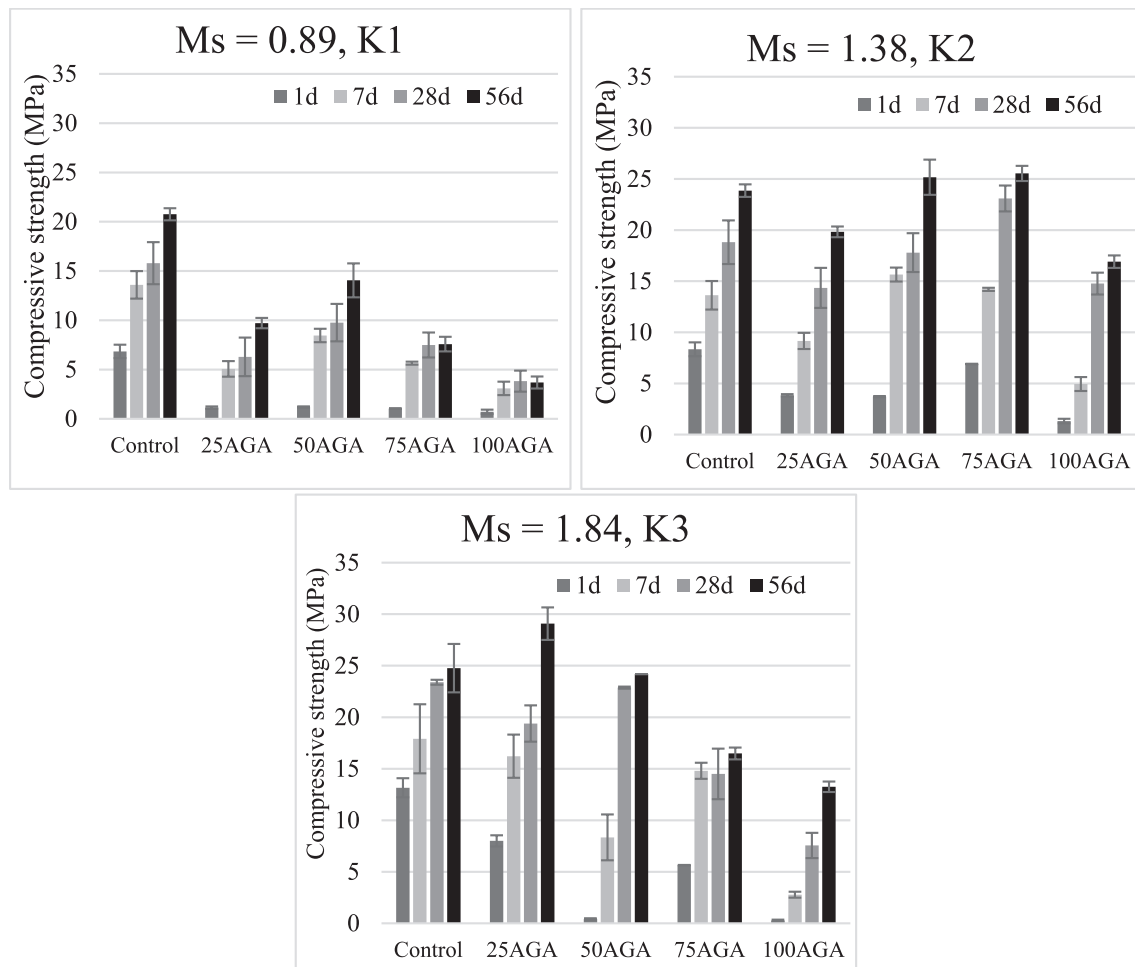 Ms = 0.89, K1
Compressive strength (MPa)
35
30
25
20
15
10
5
0
1d 7d 28d 56d
Control 25AGA 50AGA 75AGA 100AGA
Ms = 1.38, K2
Compressive strength (MPa)
35
30
25
20
15
10
5
0
1d 7d 28d 56d
Control 25AGA 50AGA 75AGA 100AGA
Ms = 1.84, K3
Compressive strength (MPa)
35
30
25
20
15
10
5
0
1d 7d 28d 56d
Control 25AGA 50AGA 75AGA 100AGA